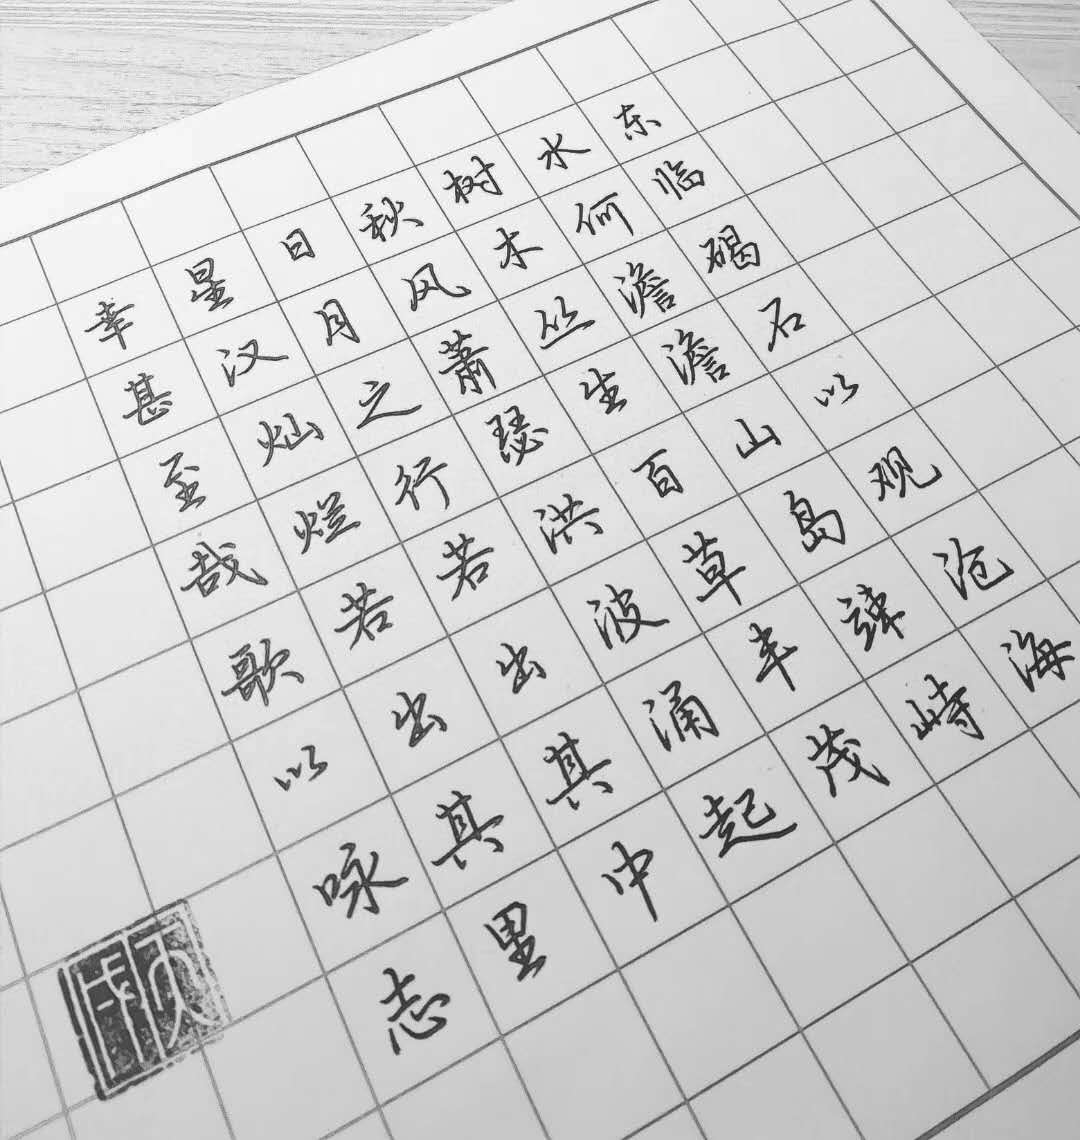 东临碣石以观沧海
水何澹澹山岛竦峙
树木丛生百草丰茂
秋风萧瑟洪波涌起
日月之行若出其中
星汉灿烂若出其里
幸甚至哉歌以咏志